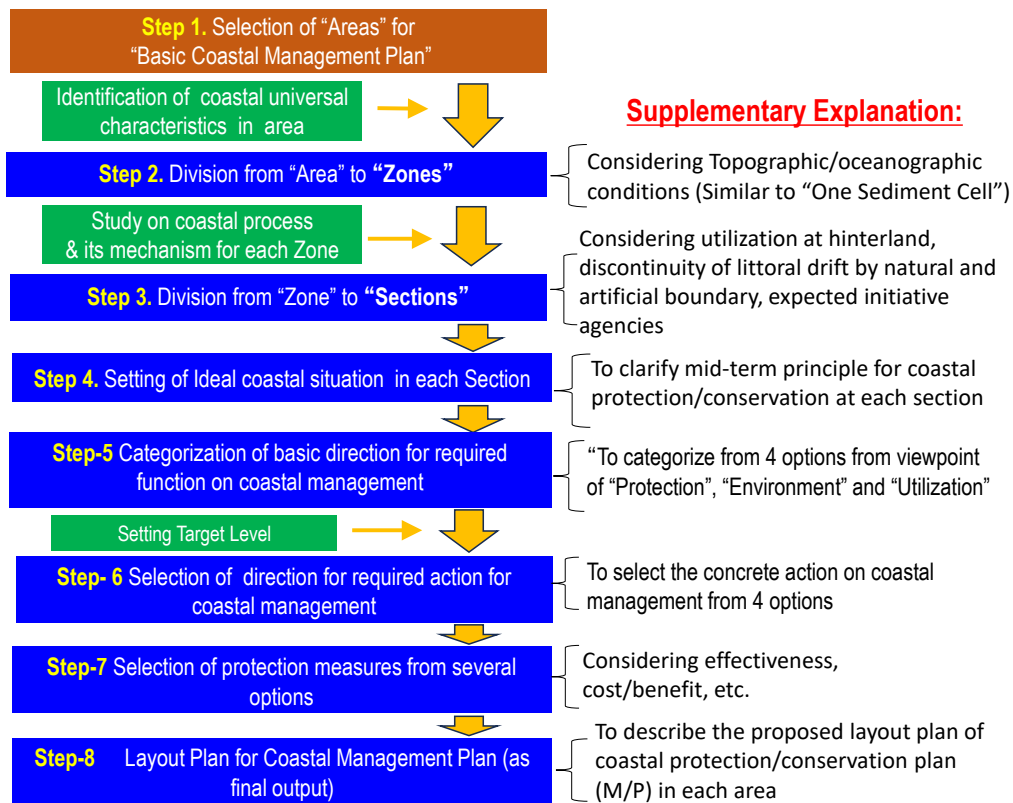 Step 1. Selection of “Areas” for
“Basic Coastal Management Plan”
Identification of coastal universal
characteristics in area
Supplementary Explanation:
Step 2. Division from “Area” to “Zones”
Considering Topographic/oceanographic
conditions (Similar to “One Sediment Cell”)
Study on coastal process
& its mechanism for each Zone
Step 3. Division from “Zone” to “Sections”
Considering utilization at hinterland,
discontinuity of littoral drift by natural and
artificial boundary, expected initiative
agencies
Step 4. Setting of Ideal coastal situation in each Section
To clarify mid-term principle for coastal
protection/conservation at each section
Step-5 Categorization of basic direction for required
function on coastal management
“To categorize from 4 options from viewpoint
of “Protection”, “Environment” and “Utilization”
Setting Target Level
Step- 6 Selection of direction for required action for
coastal management
To select the concrete action on coastal
management from 4 options
Step-7 Selection of protection measures from several
options
Considering effectiveness,
cost/benefit, etc.
Step-8 Layout Plan for Coastal Management Plan (as
final output)
To describe the proposed layout plan of
coastal protection/conservation plan
(M/P) in each area